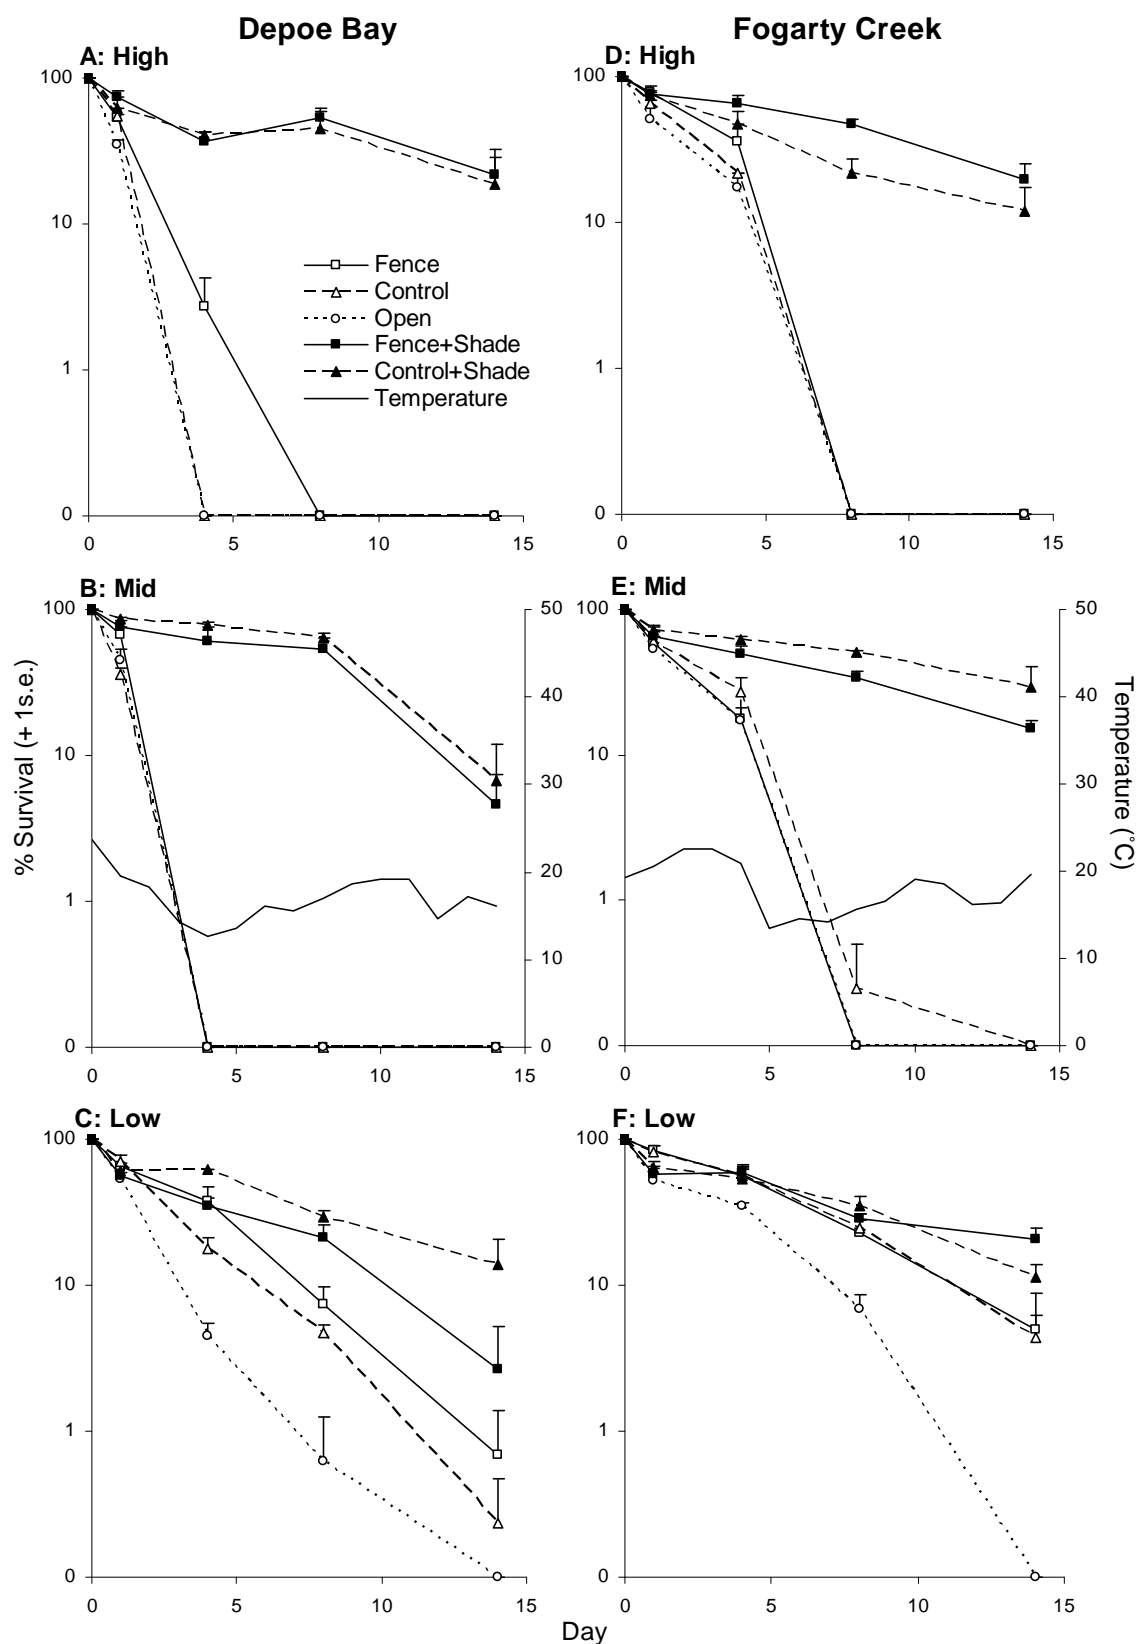 Depoe Bay
Fogarty Creek
A: High
D: High
100
10
1
0
0 5 10 15
Fence
Control
Open
Fence+Shade
Control+Shade
Temperature
100
10
1
0
0 5 10 15
B: Mid
E: Mid
100
10
1
0
50
40
30
20
10
0
0 5 10 15
100
10
1
0
50
40
30
20
10
0
0 5 10 15
% Survival (+ 1s.e.)
Temperature (˚C)
C: Low
F: Low
100
10
1
0
0 5 10 15
100
10
1
0
0 5 10 15
Day